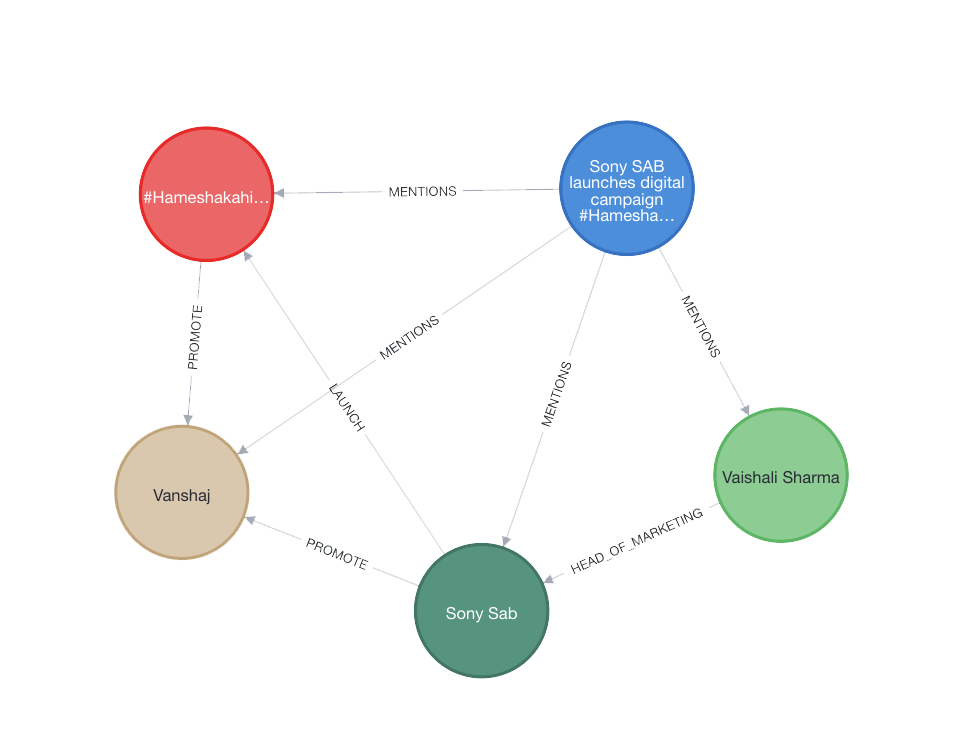 Sony SAB
launches digital
campaign
#Hamesha…
MENTIONS
#Hameshakahi…
MENTIONS
PROMOTE
MENTIONS
MENTIONS
LAUNCH
Vaishali Sharma
Vanshaj
HEAD_OF_MARKETING
PROMOTE
Sony Sab